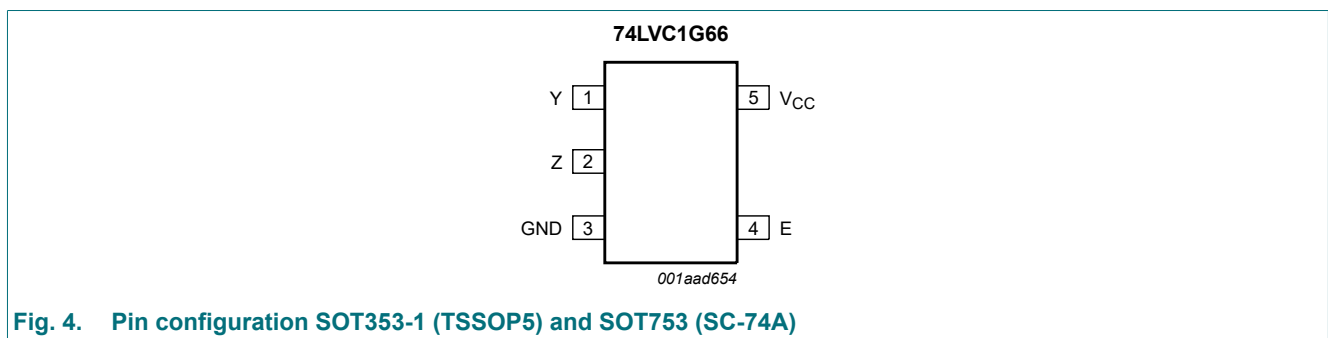 74LVC1G66
Y 1 5 VCC
Z 2
GND 3 4 E
001aad654
Fig. 4. Pin configuration SOT353-1 (TSSOP5) and SOT753 (SC-74A)